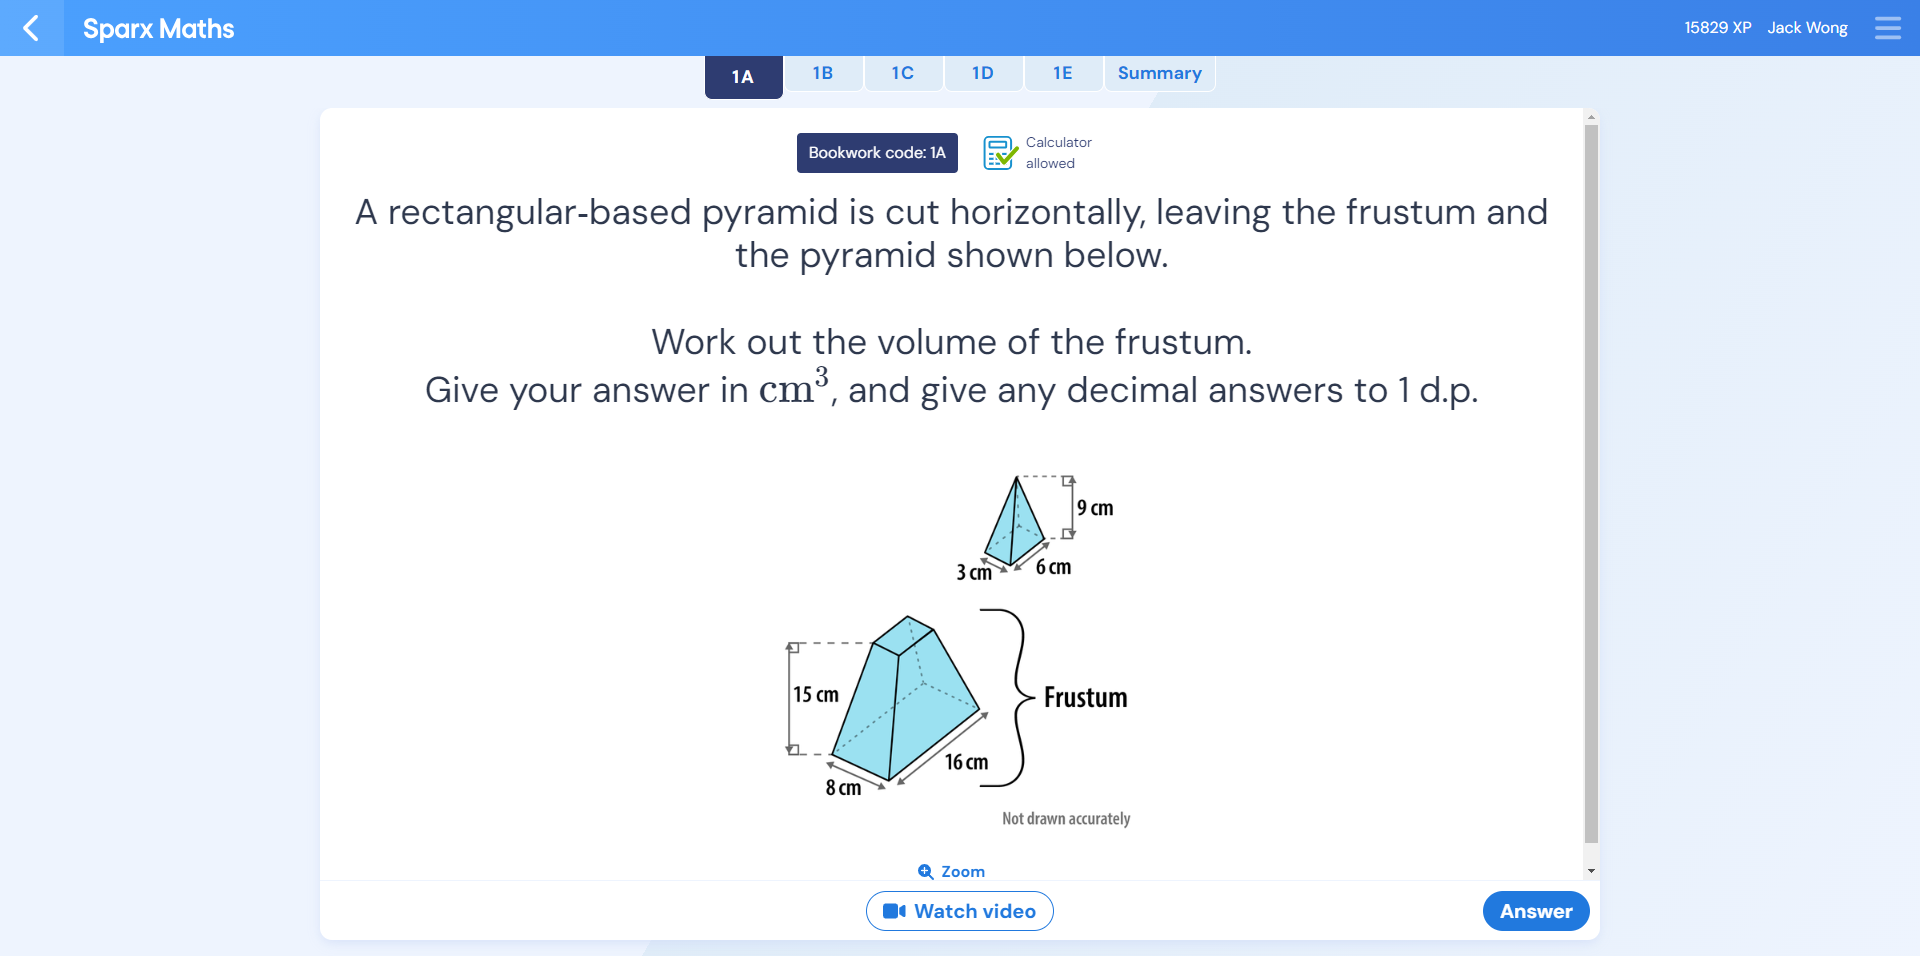 Sparx Maths
15829 XP Jack Wong
1A 1B 1C 1D 1E Summary
Bookwork code: 1A
Calculator
allowed
A rectangular-based pyramid is cut horizontally, leaving the frustum and
the pyramid shown below.
Work out the volume of the frustum.
Give your answer in cm³, and give any decimal answers to 1 d.p.
9 cm
3 cm
6 cm
15 cm
Frustum
16 cm
8 cm
Not drawn accurately
Zoom
Watch video
Answer